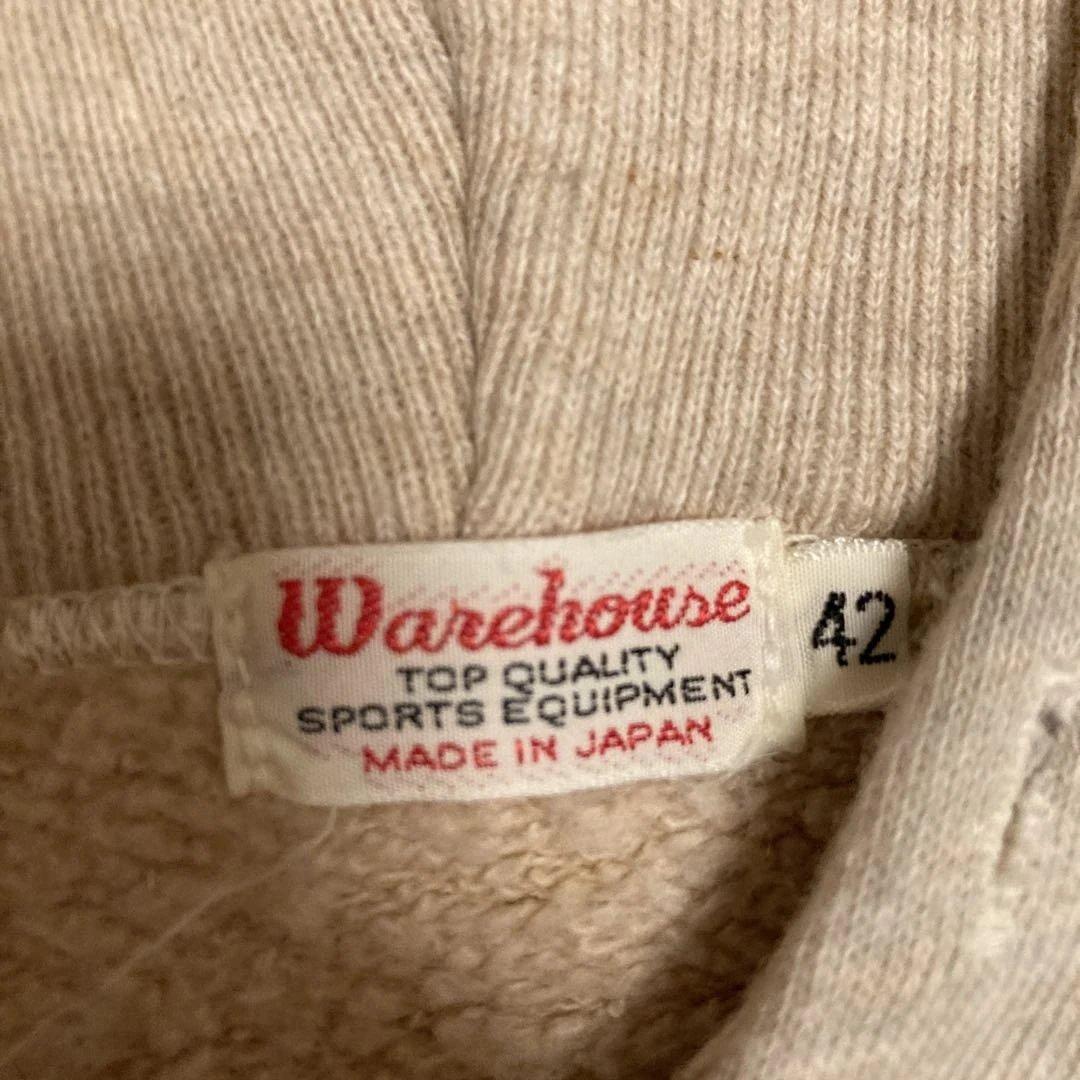 Warehouse
TOP QUALITY
SPORTS EQUIPMENT
MADE IN JAPAN
42